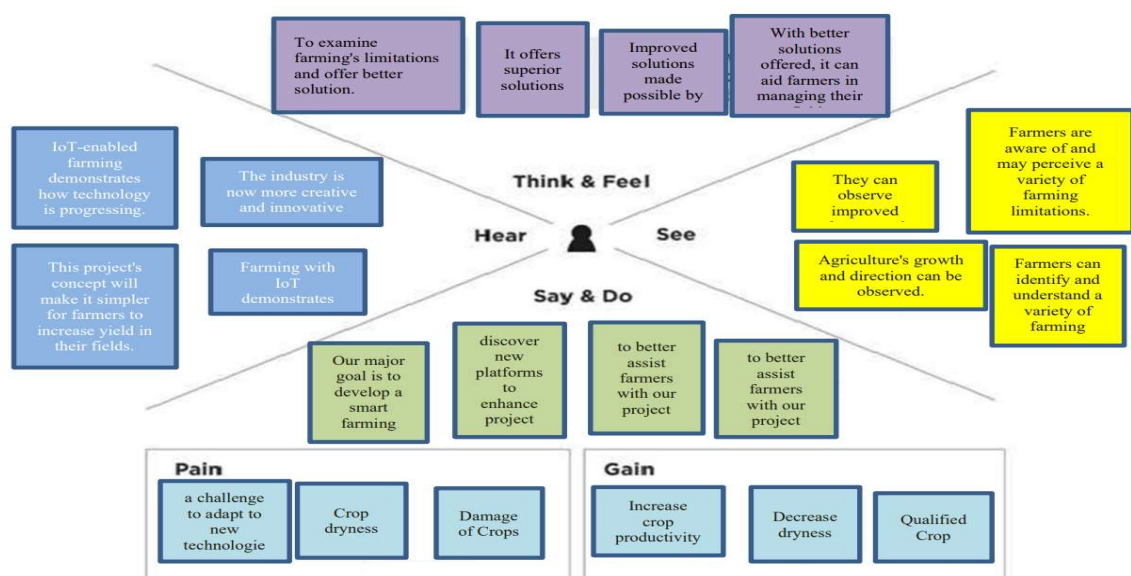 To examine
farming's limitations
and offer better
solution.
It offers
superior
solutions
Improved
solutions
made
possible by
With better
solutions
offered, it can
aid farmers in
managing their
IoT-enabled
farming
demonstrates
how technology
is progressing.
The industry is
now more creative
and innovative
This project's
concept will
make it simpler
for farmers to
increase yield in
their fields.
Farming with
IoT
demonstrates
Think & Feel
Hear
See
Say & Do
They can
observe
improved
Farmers are
aware of and
may perceive a
variety of
farming
limitations.
Agriculture's growth
and direction can be
observed.
Farmers can
identify and
understand a
variety of
farming
Our major
goal is to
develop a
smart
farming
discover
new
platforms
to
enhance
project
to better
assist
farmers
with our
project
to better
assist
farmers
with our
project
Pain
a challenge
to adapt to
new
technologie
Crop
dryness
Damage
of Crops
Gain
Increase
crop
productivity
Decrease
dryness
Qualified
Crop